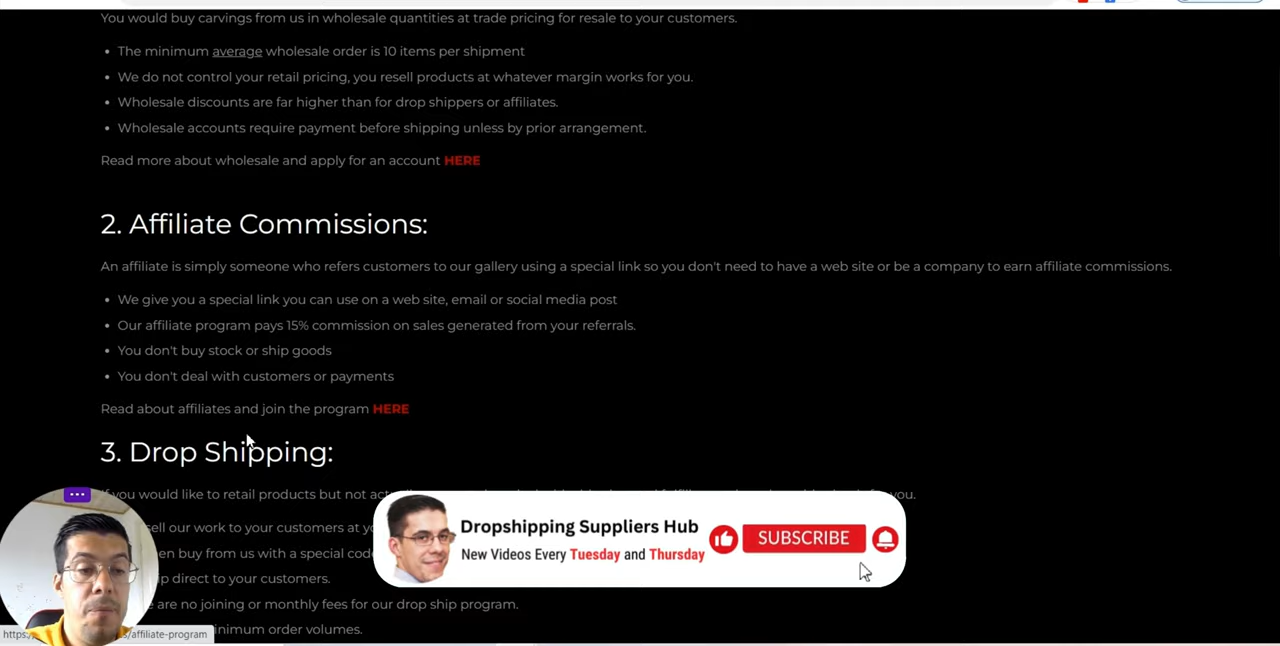 You would buy carvings from us in wholesale quantities at trade pricing for resale to your customers.
• The minimum average wholesale order is 10 items per shipment
• We do not control your retail pricing, you resell products at whatever margin works for you.
• Wholesale discounts are far higher than for drop shippers or affiliates.
• Wholesale accounts require payment before shipping unless by prior arrangement.
Read more about wholesale and apply for an account HERE
2. Affiliate Commissions:
An affiliate is simply someone who refers customers to our gallery using a special link so you don't need to have a web site or be a company to earn affiliate commissions.
• We give you a special link you can use on a web site, email or social media post
• Our affiliate program pays 15% commission on sales generated from your referrals.
• You don't buy stock or ship goods
• You don't deal with customers or payments
Read about affiliates and join the program HERE
3. Drop Shipping:
If you would like to retail products but not
sell our work to your customers at
buy from us with a special code
direct to your customers.
are no joining or monthly fees for our drop ship program.
order volumes.
Dropshipping Suppliers Hub
New Videos Every Tuesday and Thursday
SUBSCRIBE
/affiliate-program